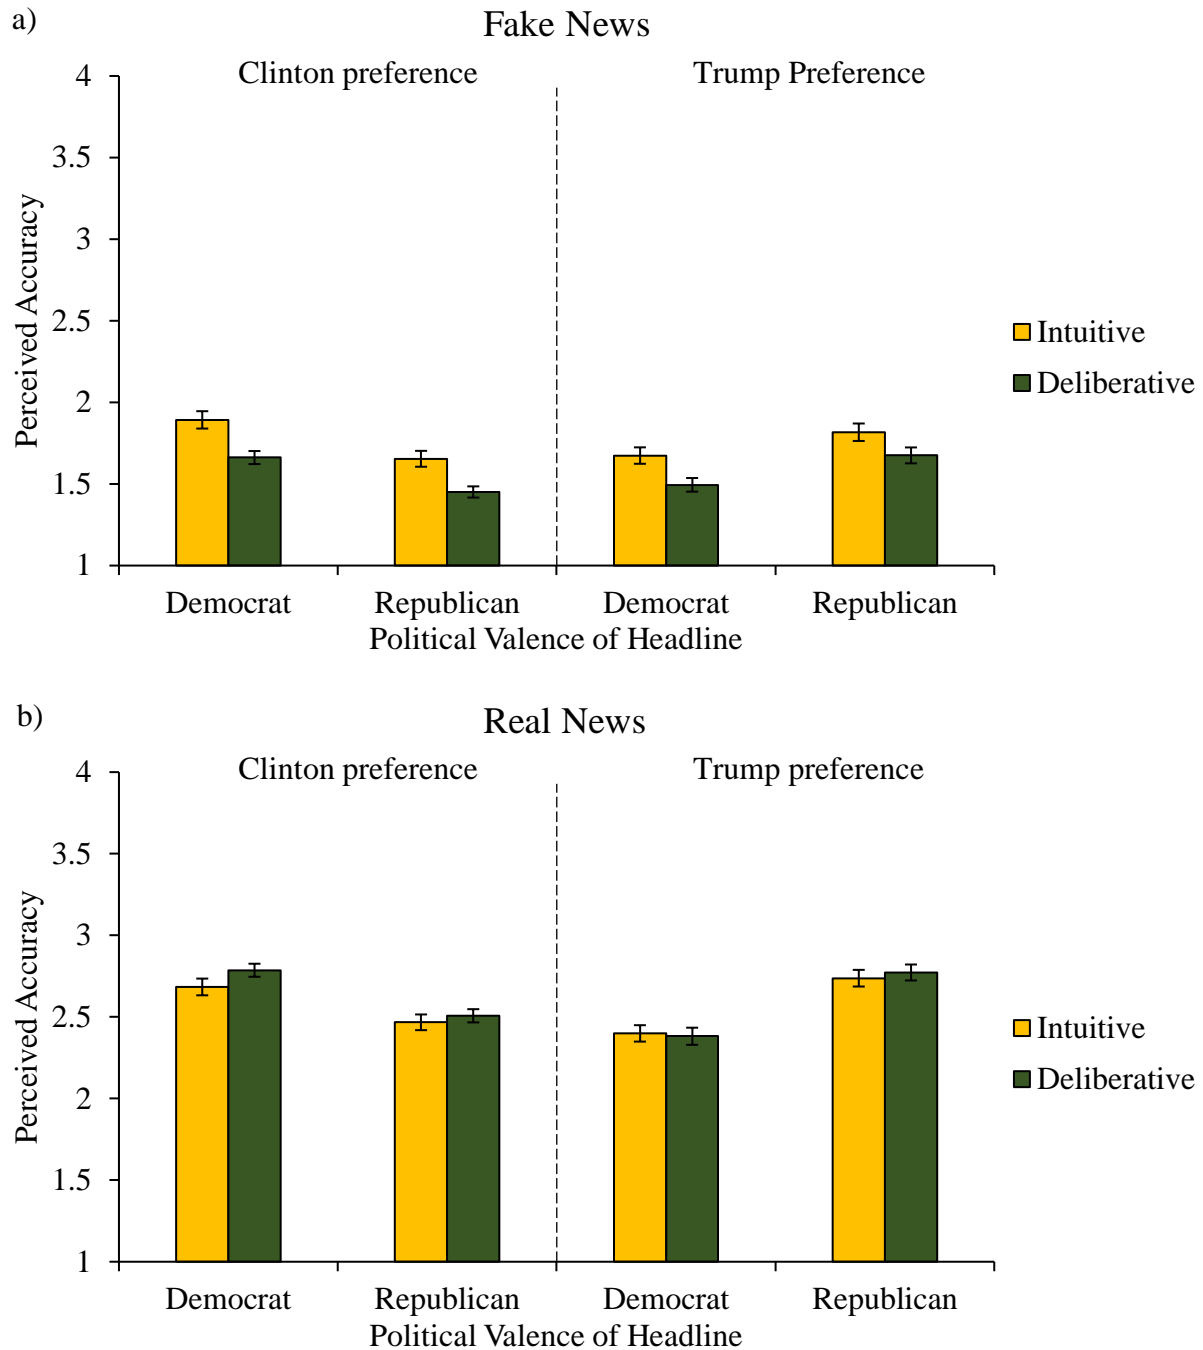 a)
Fake News
Clinton preference
Trump Preference
4
3.5
3
2.5
2
1.5
1
Perceived Accuracy
Intuitive
Deliberative
Democrat
Republican
Democrat
Republican
Political Valence of Headline
b)
Real News
Clinton preference
Trump preference
4
3.5
3
2.5
2
1.5
1
Perceived Accuracy
Intuitive
Deliberative
Democrat
Republican
Democrat
Republican
Political Valence of Headline